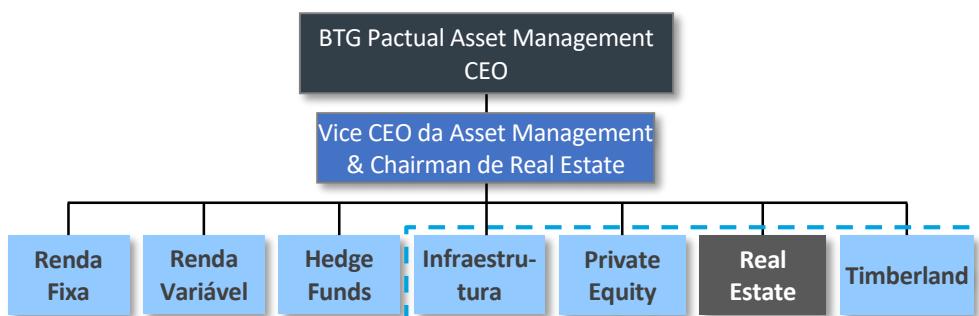 BTG Pactual Asset Management
CEO
Vice CEO da Asset Management
& Chairman de Real Estate
Renda
Fixa
Renda
Variável
Hedge
Funds
Infraestru-
tura
Private
Equity
Real
Estate
Timberland